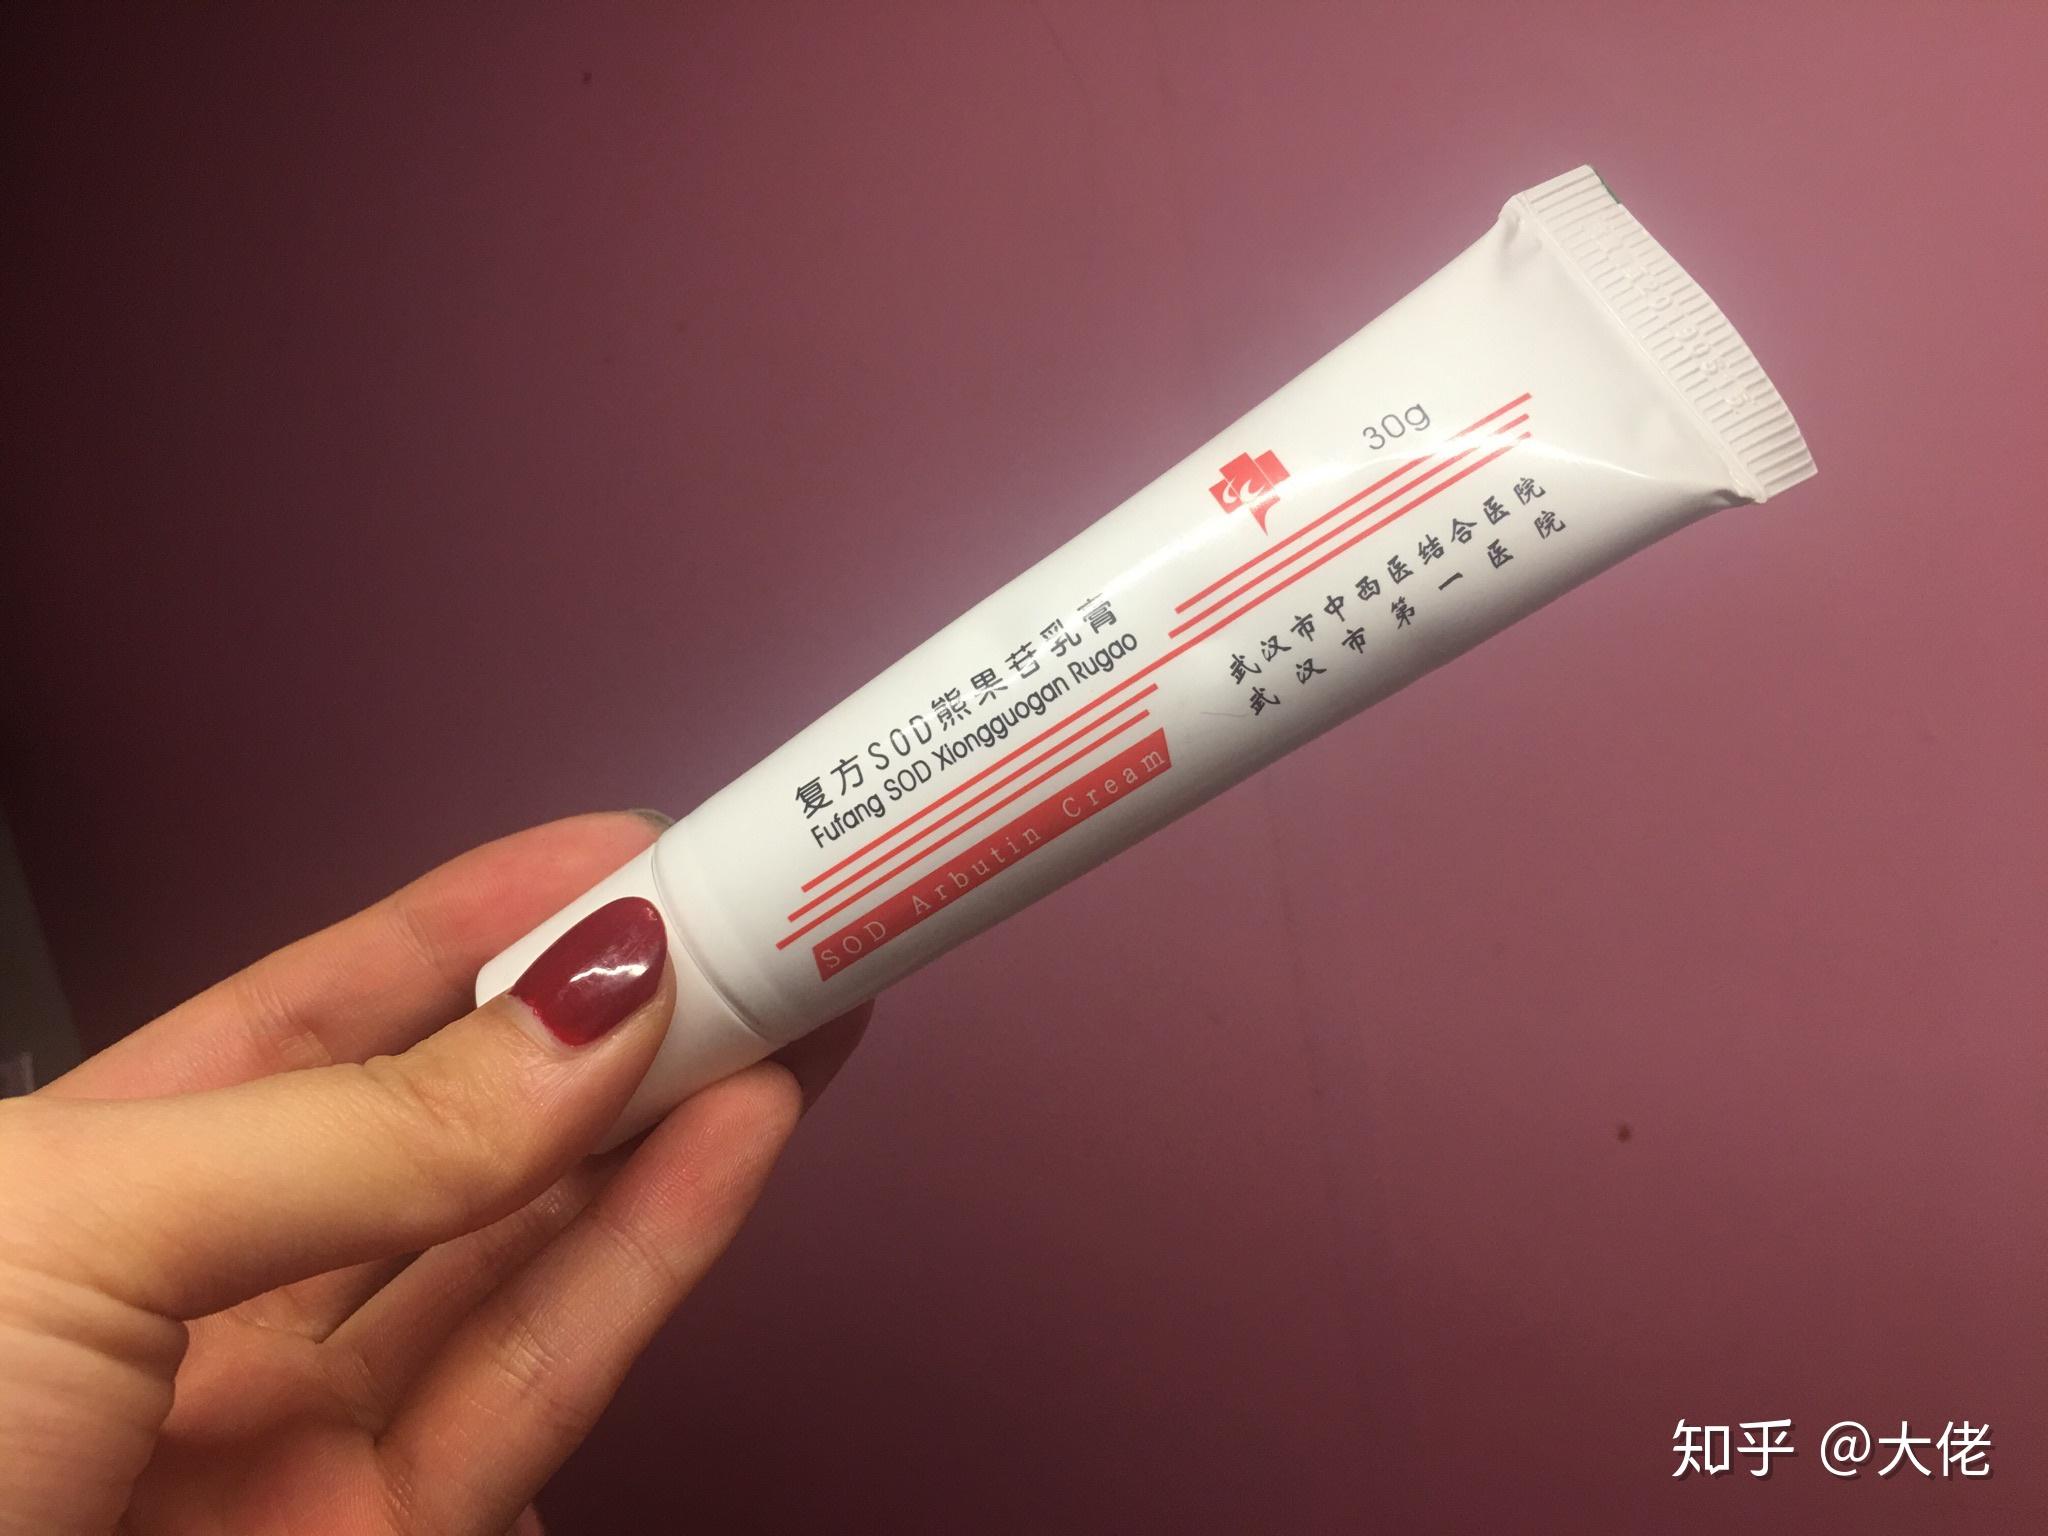 30g
复方SOD熊果苷乳膏
Fufang SOD Xiongguogan Rugao
SOD Arbutin Cream
武汉市中西医结合医院
武汉市第一医院
知乎 @大佬